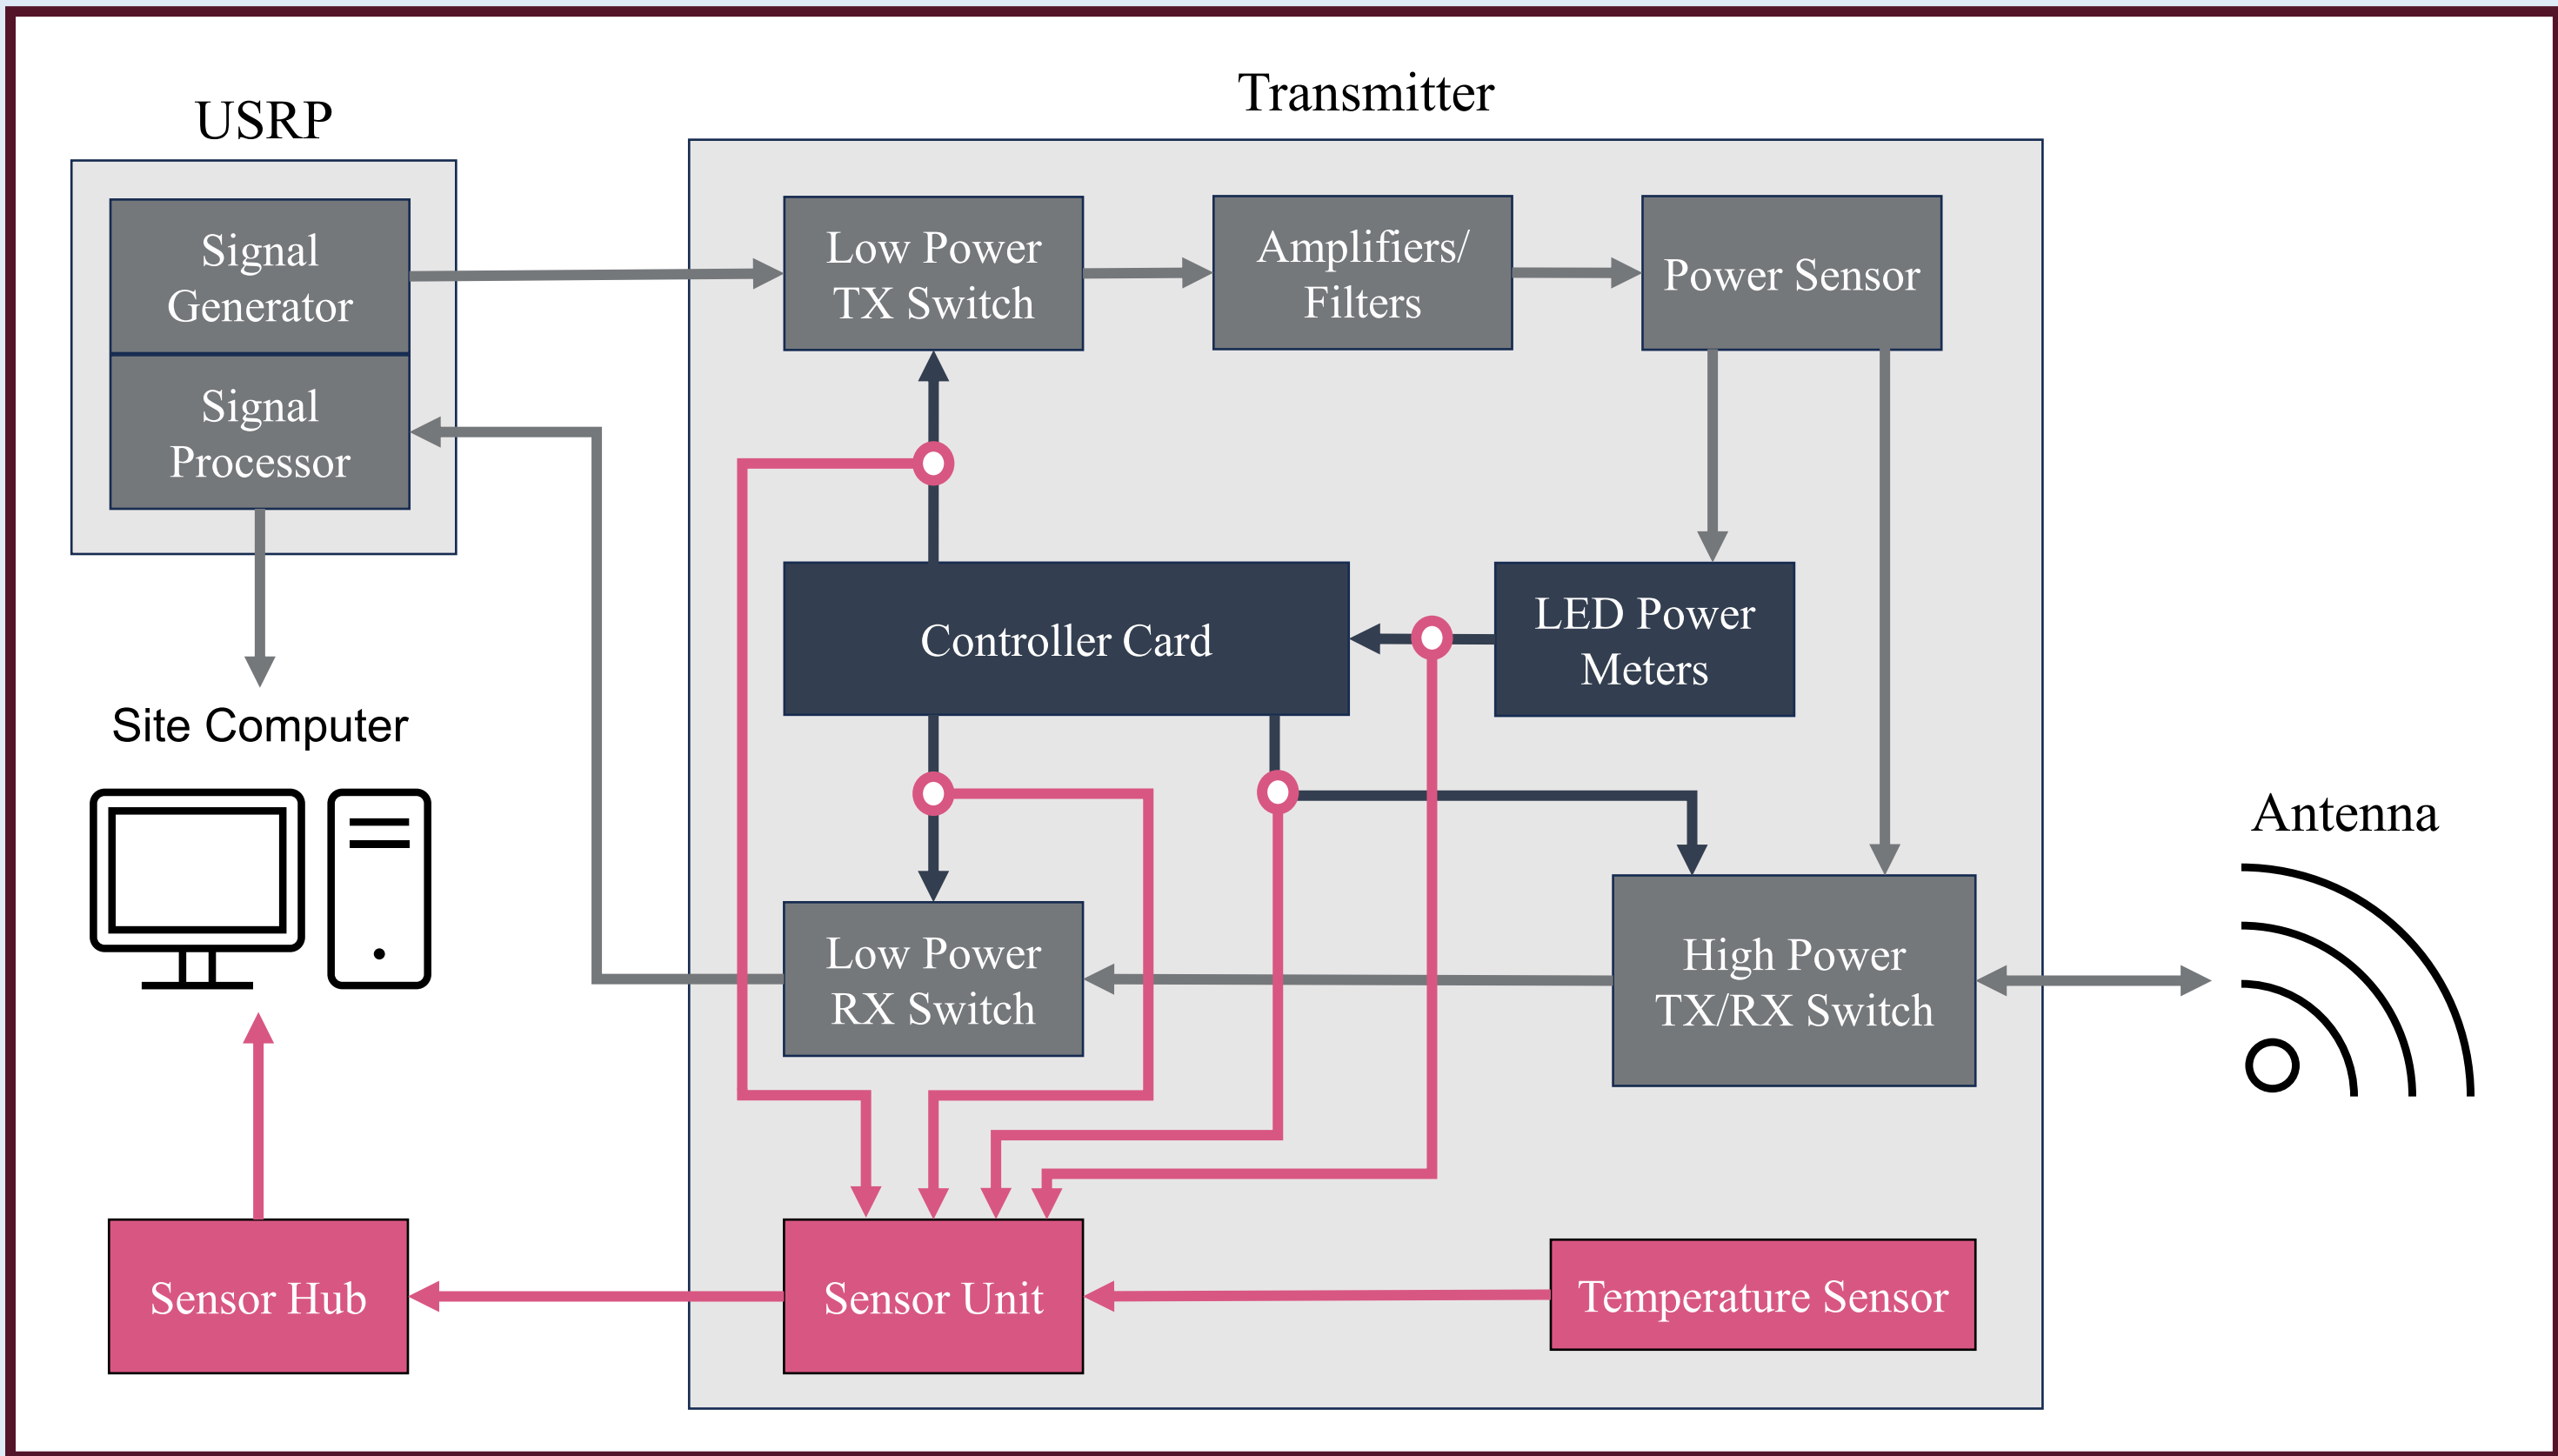 USRP
Transmitter
Signal
Generator
Signal
Processor
Low Power
TX Switch
Amplifiers/
Filters
Power Sensor
Controller Card
LED Power
Meters
Site Computer
Antenna
Low Power
RX Switch
High Power
TX/RX Switch
Sensor Hub
Sensor Unit
Temperature Sensor